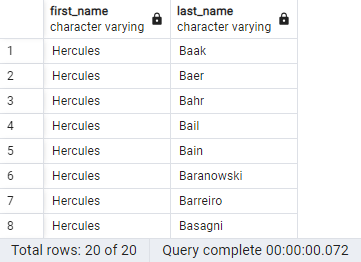 first_name last_name
character varying character varying
1 Hercules Baak
2 Hercules Baer
3 Hercules Bahr
4 Hercules Bail
5 Hercules Bain
6 Hercules Baranowski
7 Hercules Barreiro
8 Hercules Basagni
Total rows: 20 of 20 Query complete 00:00:00.072